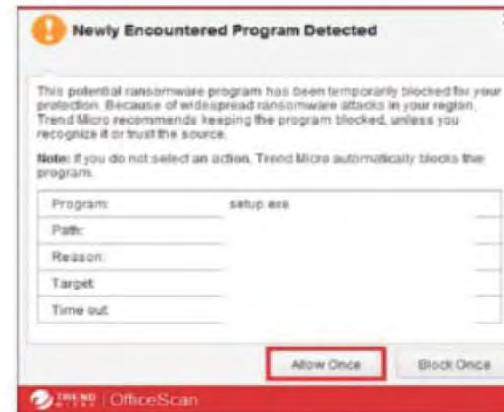 Newly Encountered Program Detected
This potential ransomware program has been temporarily blocked for your
protection. Because of widespread ransomware attacks in your region,
Trend Micro recommends keeping the program blocked, unless you
recognize it or trust the source.
Note: If you do not select an action, Trend Micro automatically blocks the
program.
Program: setup.exe
Path:
Reason:
Target:
Time out:
Allow Once Block Once
TREND MICRO OfficeScan